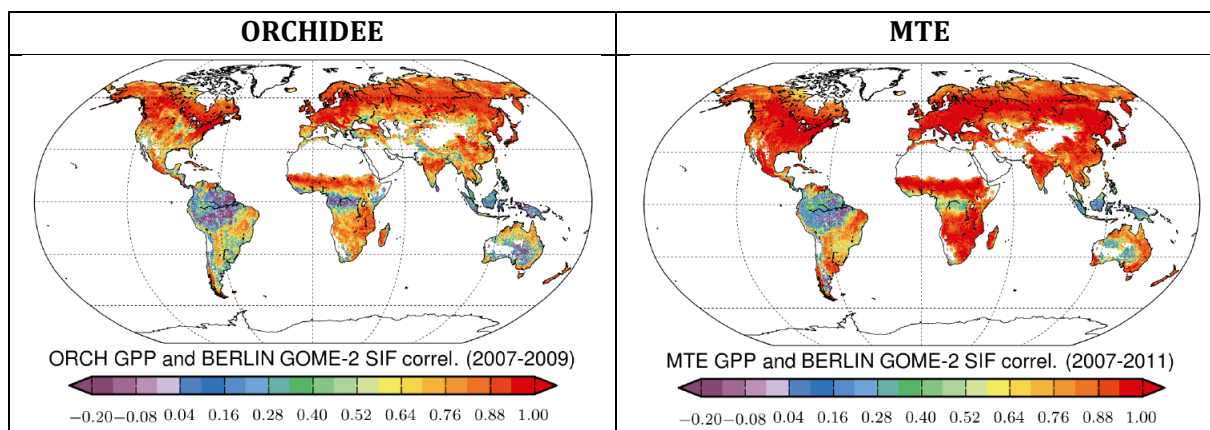 ORCHIDEE
MTE
ORCH GPP and BERLIN GOME-2 SIF correl. (2007-2009)
−0.20 −0.08 0.04 0.16 0.28 0.40 0.52 0.64 0.76 0.88 1.00
MTE GPP and BERLIN GOME-2 SIF correl. (2007-2011)
−0.20 −0.08 0.04 0.16 0.28 0.40 0.52 0.64 0.76 0.88 1.00